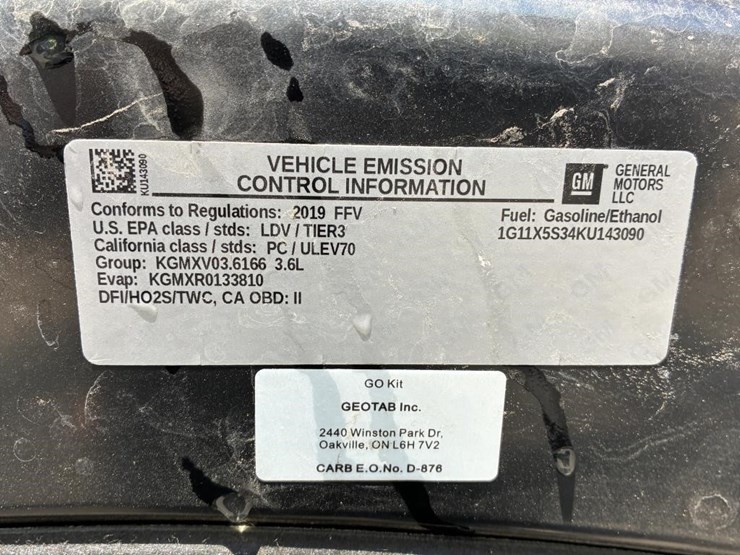 KU143090
VEHICLE EMISSION
CONTROL INFORMATION
GM
GENERAL
MOTORS
LLC
Conforms to Regulations: 2019 FFV
U.S. EPA class / stds: LDV / TIER3
California class / stds: PC / ULEV70
Group: KGMXV03.6166 3.6L
Evap: KGMXR0133810
DFI/HO2S/TWC, CA OBD: II
Fuel: Gasoline/Ethanol
1G11X5S34KU143090
GO Kit
GEOTAB Inc.
2440 Winston Park Dr,
Oakville, ON L6H 7V2
CARB E.O.No. D-876